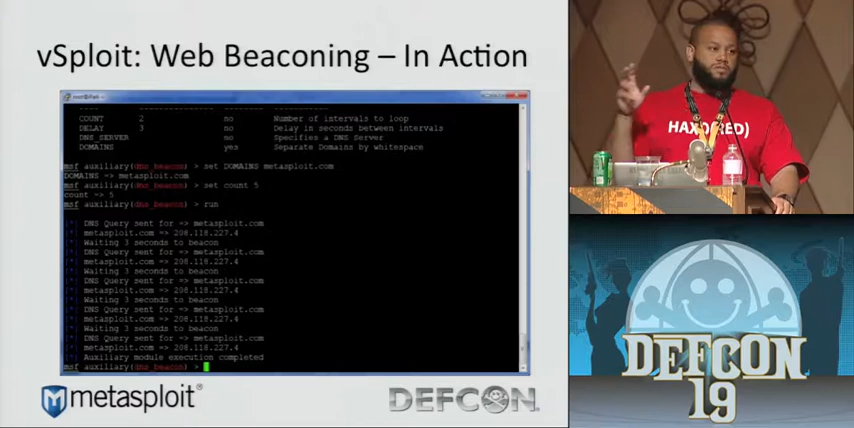 vSploit: Web Beaconing – In Action
COUNT 2 no Number of intervals to loop
DELAY 3 no Delay in seconds between intervals
DNS_SERVER no Specifies a DNS Server
DOMAINS yes Separate Domains by whitespace
msf auxiliary(dns_beacon) > set DOMAINS metasploit.com
DOMAINS => metasploit.com
msf auxiliary(dns_beacon) > set count 5
count => 5
msf auxiliary(dns_beacon) > run
[*] DNS Query sent for => metasploit.com
[*] metasploit.com => 208.118.227.4
[*] Waiting 3 seconds to beacon
[*] DNS Query sent for => metasploit.com
[*] metasploit.com => 208.118.227.4
[*] Waiting 3 seconds to beacon
[*] DNS Query sent for => metasploit.com
[*] metasploit.com => 208.118.227.4
[*] Waiting 3 seconds to beacon
[*] DNS Query sent for => metasploit.com
[*] metasploit.com => 208.118.227.4
[*] Waiting 3 seconds to beacon
[*] DNS Query sent for => metasploit.com
[*] metasploit.com => 208.118.227.4
[*] Auxiliary module execution completed
msf auxiliary(dns_beacon) >
metasploit®
DEFCON
HAXO(RED)
DEFCON
19